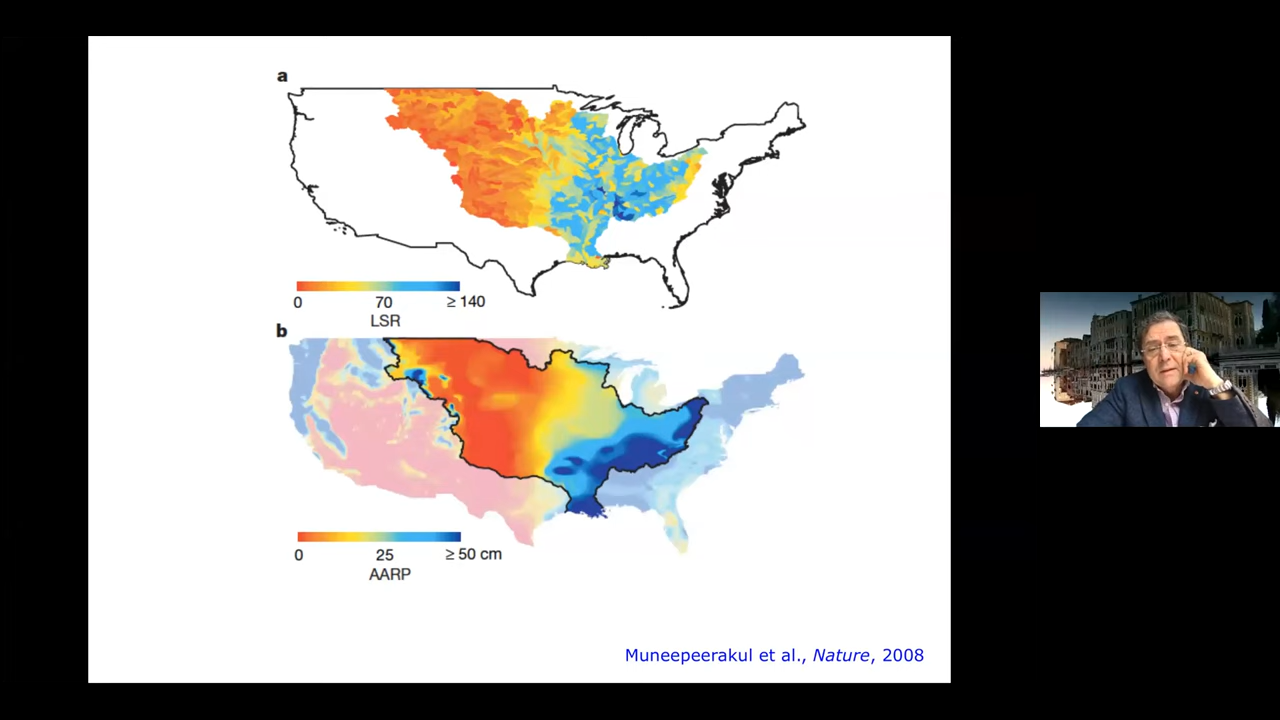 a
0 70 ≥ 140
LSR
b
0 25 ≥ 50 cm
AARP
Muneepeerakul et al., Nature, 2008